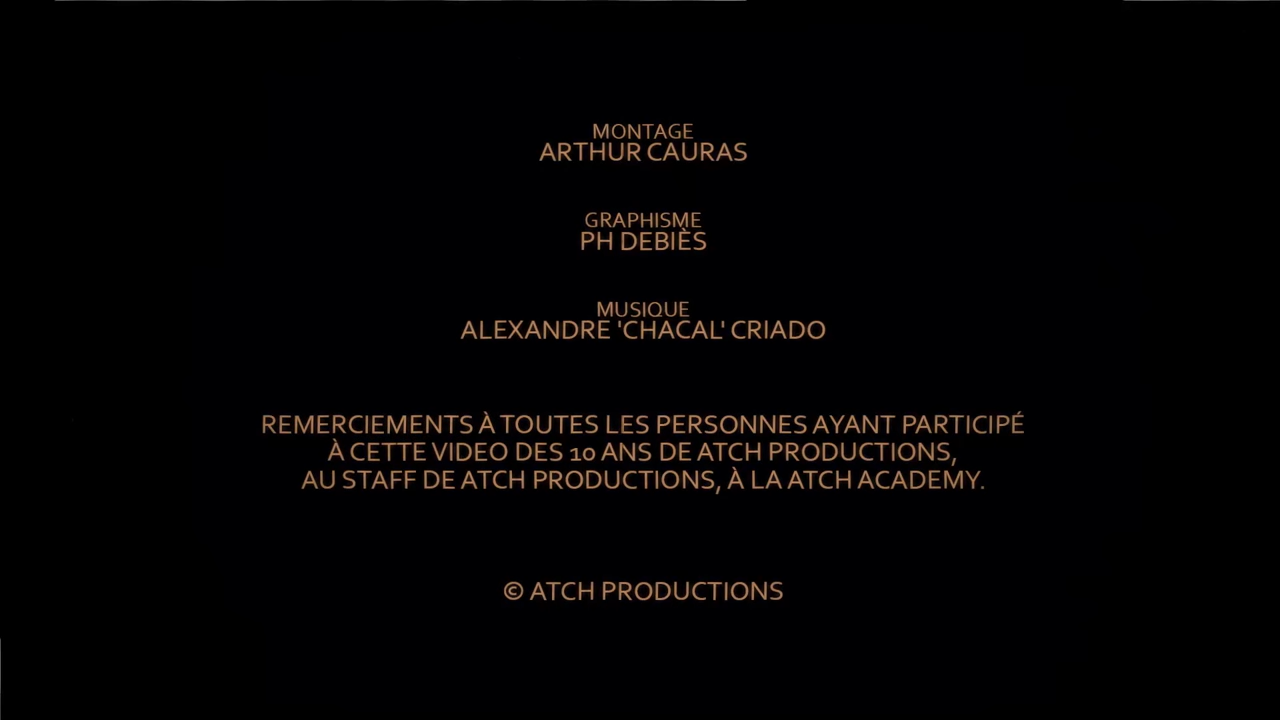 MONTAGE
ARTHUR CAURAS
GRAPHISME
PH DEBIÈS
MUSIQUE
ALEXANDRE 'CHACAL' CRIADO
REMERCIEMENTS À TOUTES LES PERSONNES AYANT PARTICIPÉ
À CETTE VIDEO DES 10 ANS DE ATCH PRODUCTIONS,
AU STAFF DE ATCH PRODUCTIONS, À LA ATCH ACADEMY.
© ATCH PRODUCTIONS